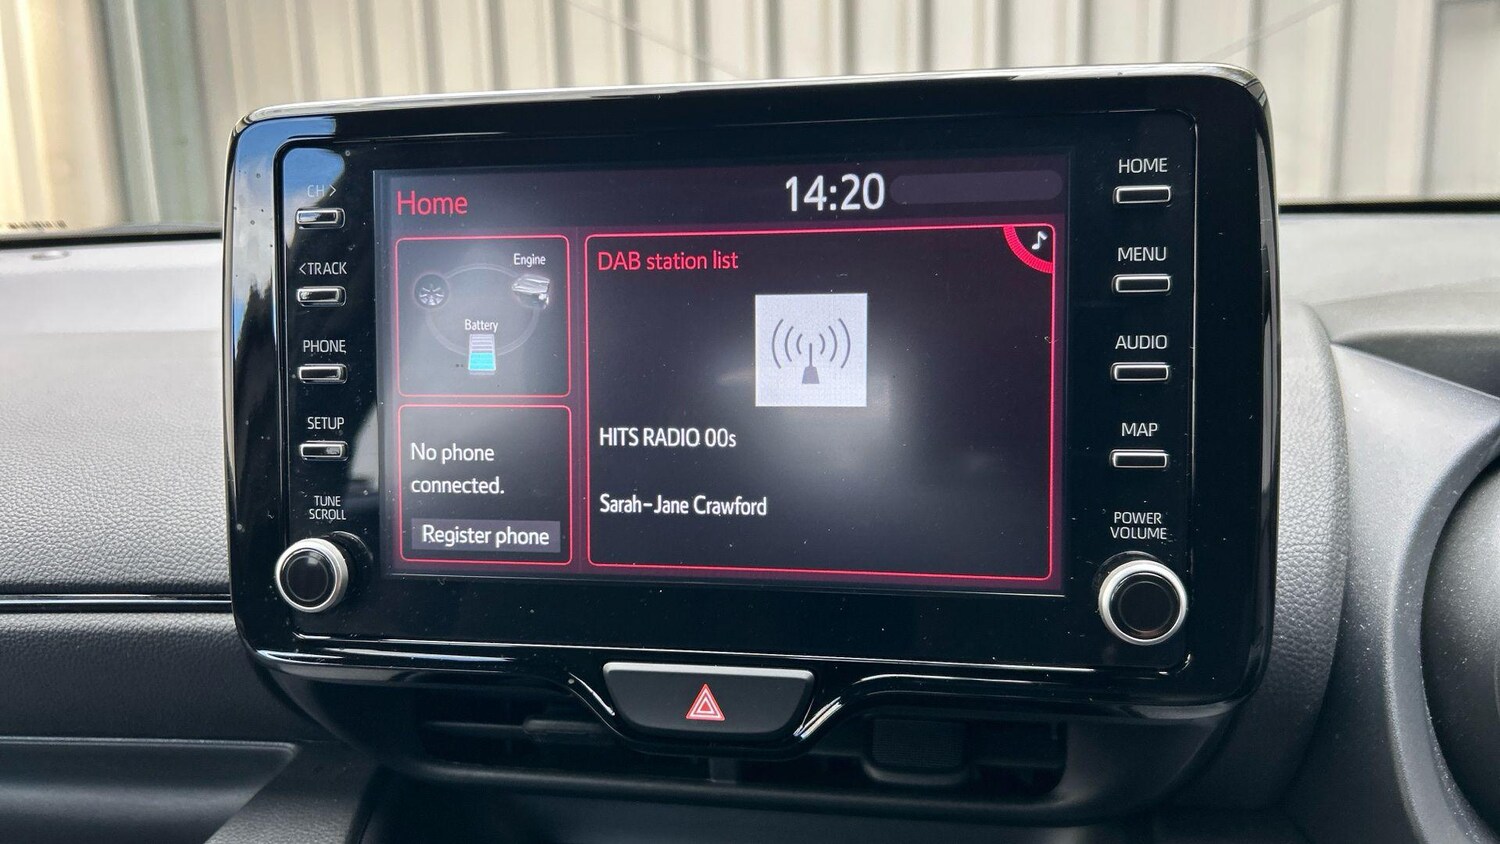 CH >
<TRACK
PHONE
SETUP
TUNE
SCROLL
Home
14:20
Engine
Battery
No phone
connected.
Register phone
DAB station list
HITS RADIO 00s
Sarah-Jane Crawford
HOME
MENU
AUDIO
MAP
POWER
VOLUME